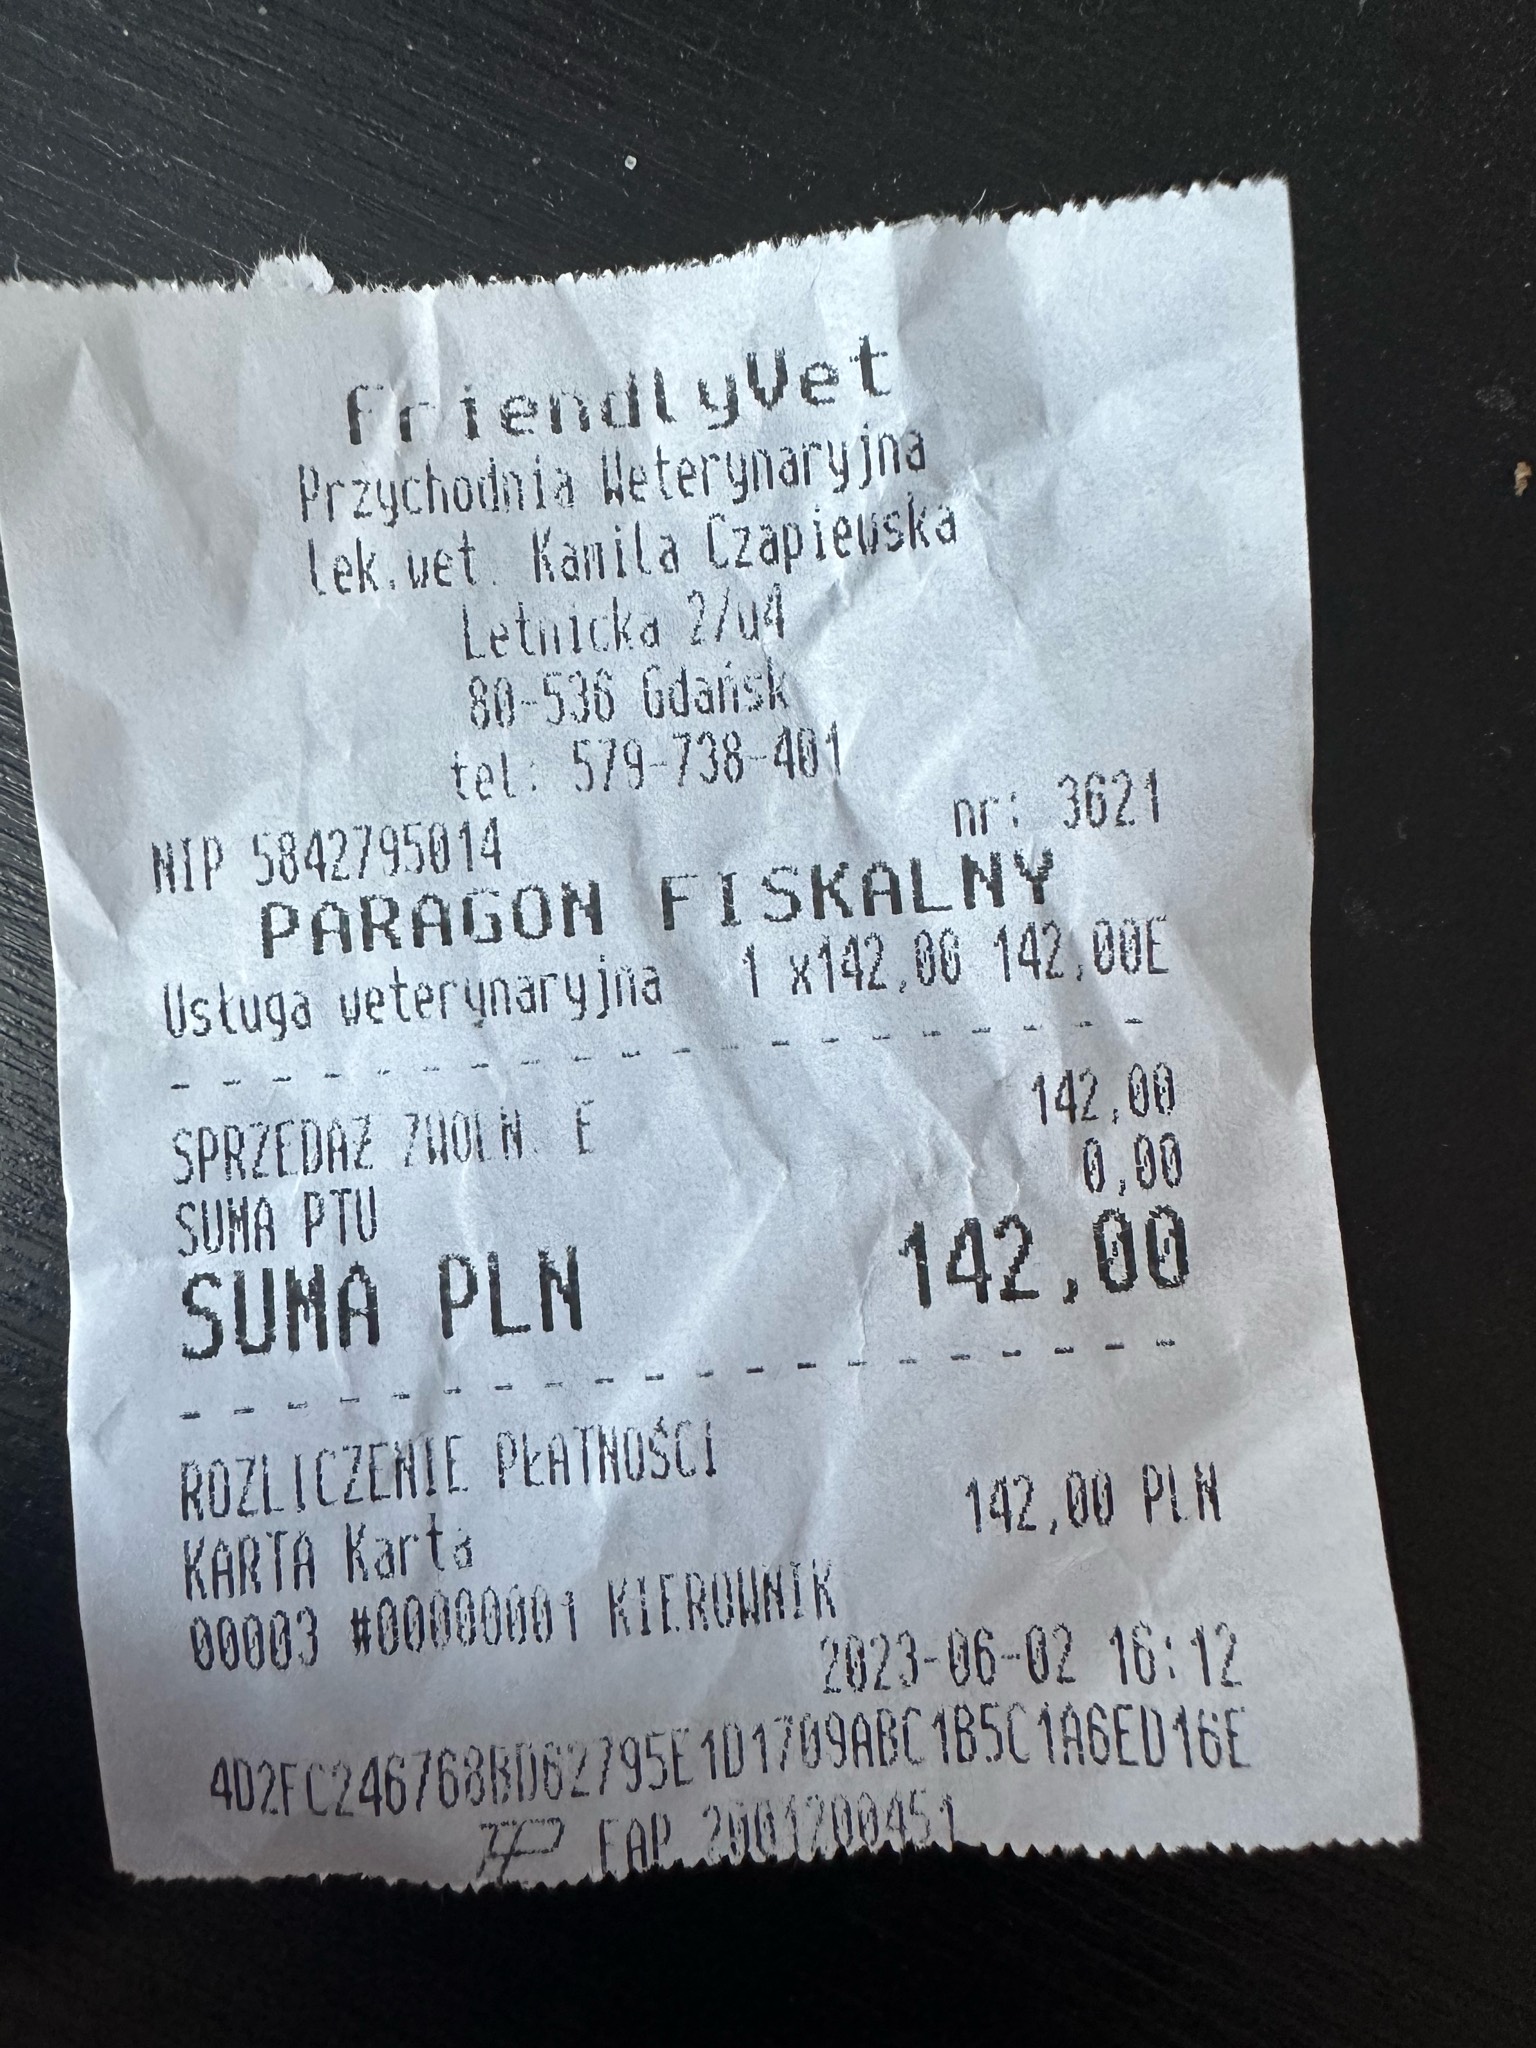 FriendlyVet
Przychodnia Weterynaryjna
lek.wet. Kamila Czapiewska
Letnicka 2/u4
80-536 Gdańsk
tel: 579-738-401
NIP 5842795014 nr: 3621
PARAGON FISKALNY
Usługa weterynaryjna 1 x142,00 142,00E
SPRZEDAŻ ZWOLN. E 142,00
SUMA PTU 0,00
SUMA PLN 142,00
ROZLICZENIE PŁATNOŚCI
KARTA Karta 142,00 PLN
00003 #00000001 KIEROWNIK
2023-06-02 16:12
4D2FC246768BD62795E1D1709ABC1B5C1A6ED16E
EAP 2001200451